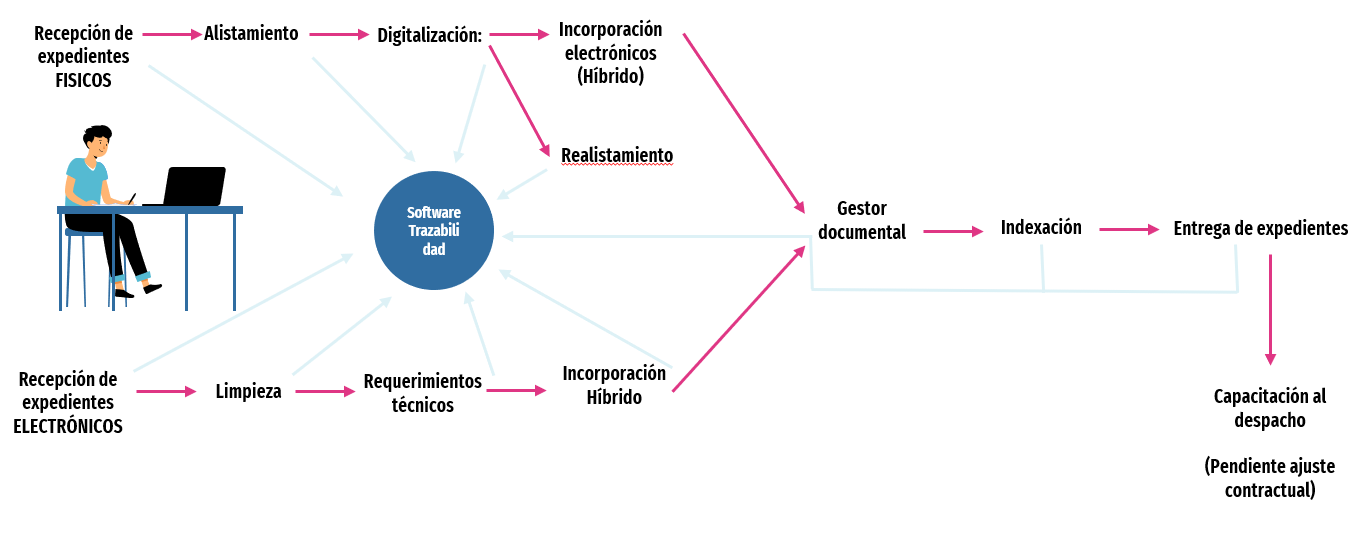 Recepción de
expedientes
FISICOS
Alistamiento
Digitalización:
Incorporación
electrónicos
(Híbrido)
Realistamiento
Software
Trazabili
dad
Gestor
documental
Indexación
Entrega de expedientes
Recepción de
expedientes
ELECTRÓNICOS
Limpieza
Requerimientos
técnicos
Incorporación
Híbrido
Capacitación al
despacho
(Pendiente ajuste
contractual)